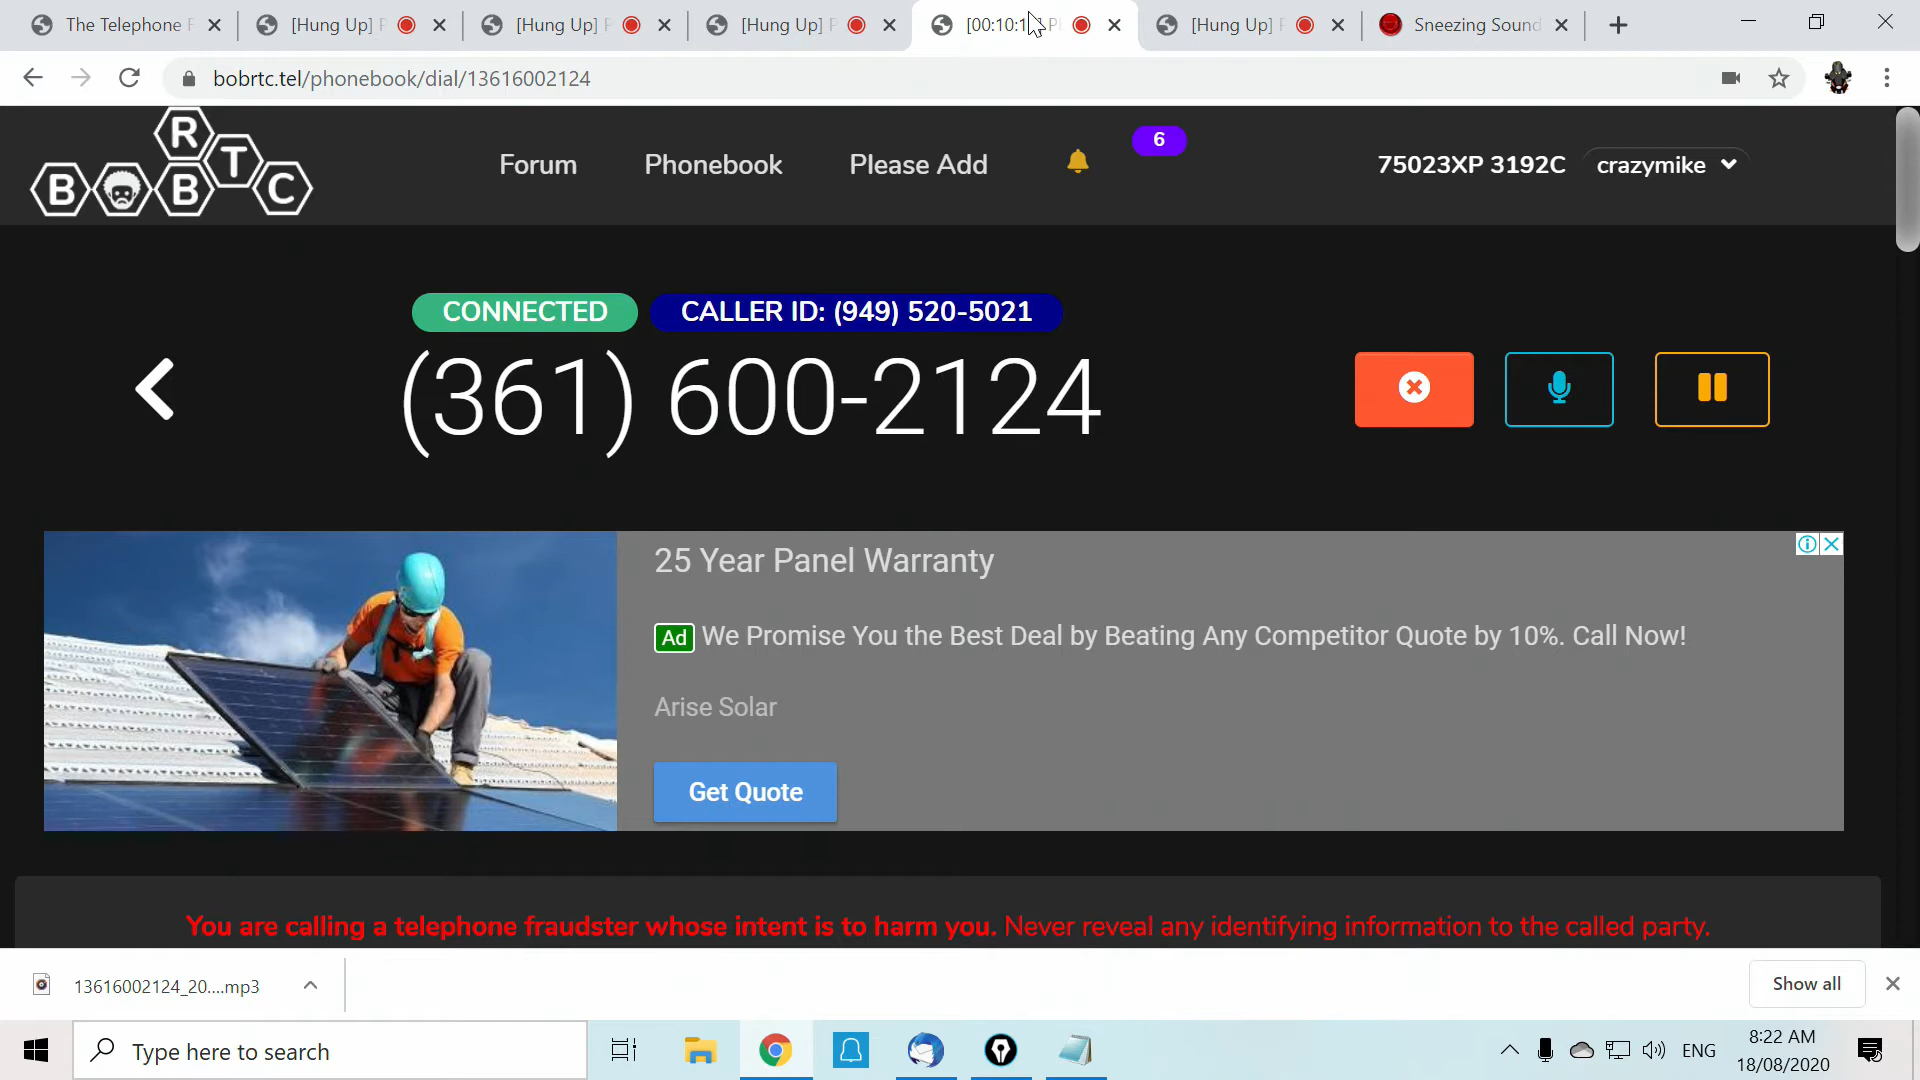 The Telephone F
[Hung Up] P
[Hung Up] P
[Hung Up] P
[00:10:1
[Hung Up] P
Sneezing Sound
bobrtc.tel/phonebook/dial/13616002124
R
T
B B C
Forum
Phonebook
Please Add
6
75023XP 3192C
crazymike
CONNECTED
CALLER ID: (949) 520-5021
(361) 600-2124
25 Year Panel Warranty
Ad We Promise You the Best Deal by Beating Any Competitor Quote by 10%. Call Now!
Arise Solar
Get Quote
You are calling a telephone fraudster whose intent is to harm you. Never reveal any identifying information to the called party.
13616002124_20....mp3
Show all
Type here to search
ENG
8:22 AM
18/08/2020